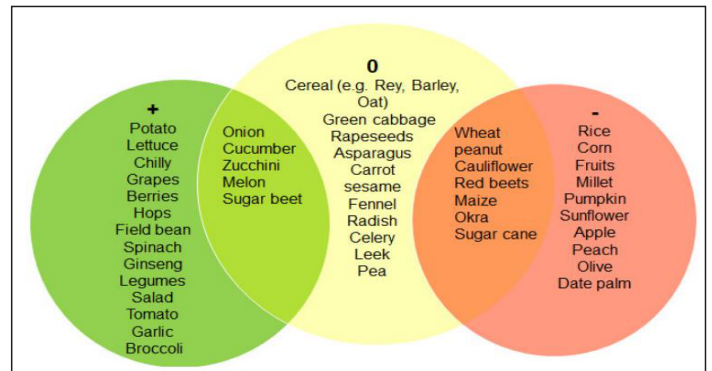 +
Potato
Lettuce
Chilly
Grapes
Berries
Hops
Field bean
Spinach
Ginseng
Legumes
Salad
Tomato
Garlic
Broccoli
Onion
Cucumber
Zucchini
Melon
Sugar beet
0
Cereal (e.g. Rey, Barley,
Oat)
Green cabbage
Rapeseeds
Asparagus
Carrot
sesame
Fennel
Radish
Celery
Leek
Pea
Wheat
peanut
Cauliflower
Red beets
Maize
Okra
Sugar cane
-
Rice
Corn
Fruits
Millet
Pumpkin
Sunflower
Apple
Peach
Olive
Date palm